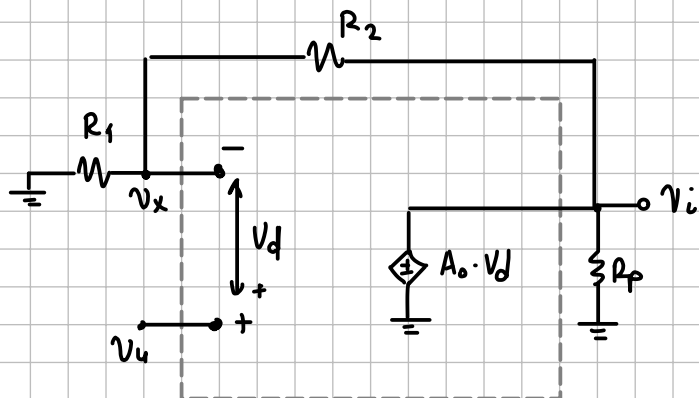 R₂
R₁
−
Vx
Vd
+
A₀·Vd
Vi
Rp
Vu
+
±